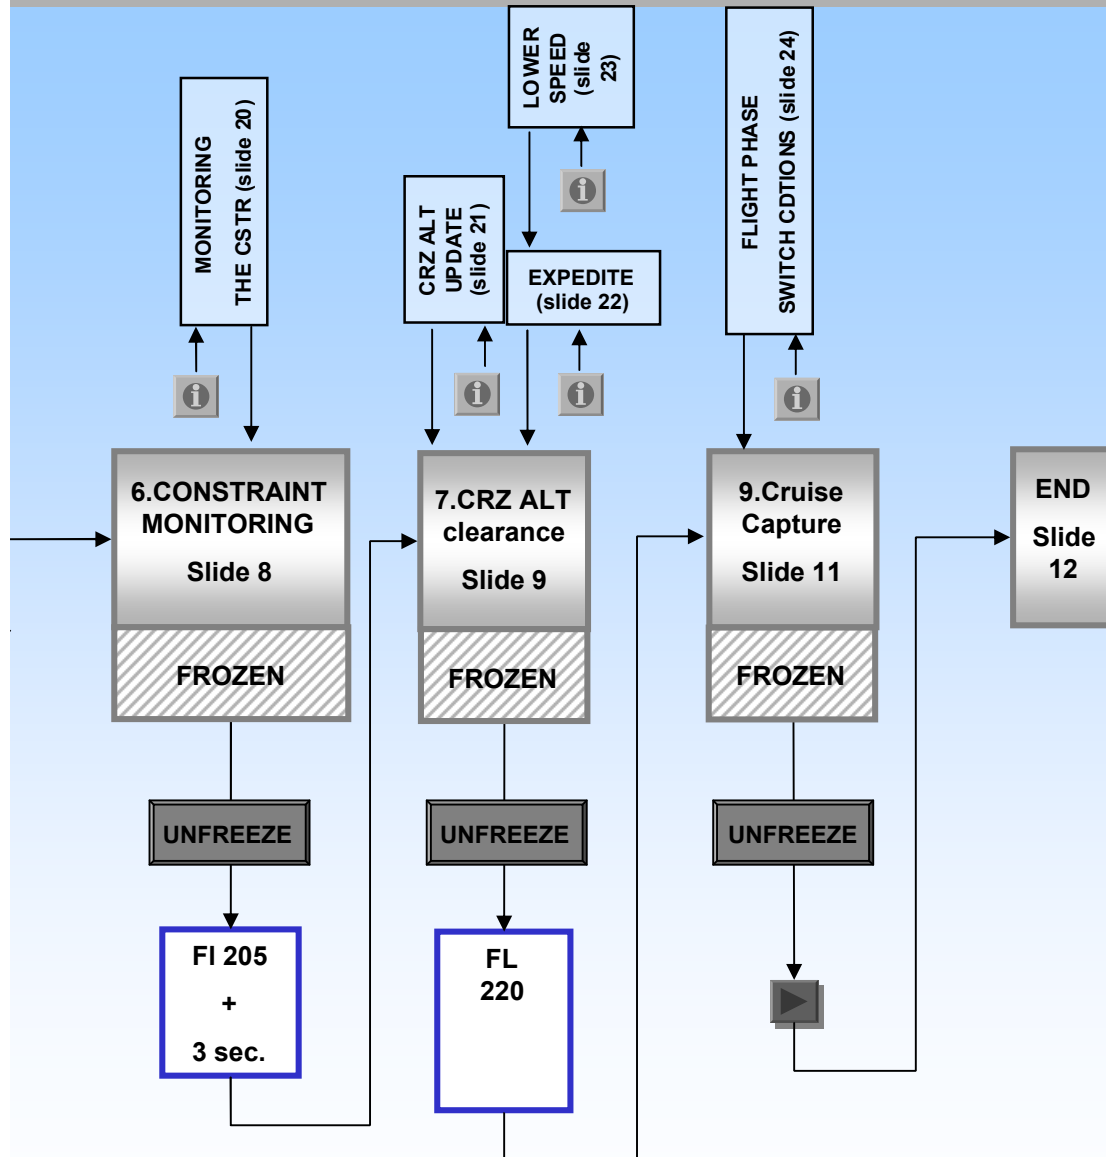 MONITORING
THE CSTR (slide 20)
CRZ ALT
UPDATE
(slide 21)
LOWER
SPEED
(slide
23)
EXPEDITE
(slide 22)
FLIGHT PHASE
SWITCH CDTIONS (slide 24)
6.CONSTRAINT
MONITORING
Slide 8
FROZEN
UNFREEZE
FI 205
+
3 sec.
7.CRZ ALT
clearance
Slide 9
FROZEN
UNFREEZE
FL
220
9.Cruise
Capture
Slide 11
FROZEN
UNFREEZE
END
Slide
12